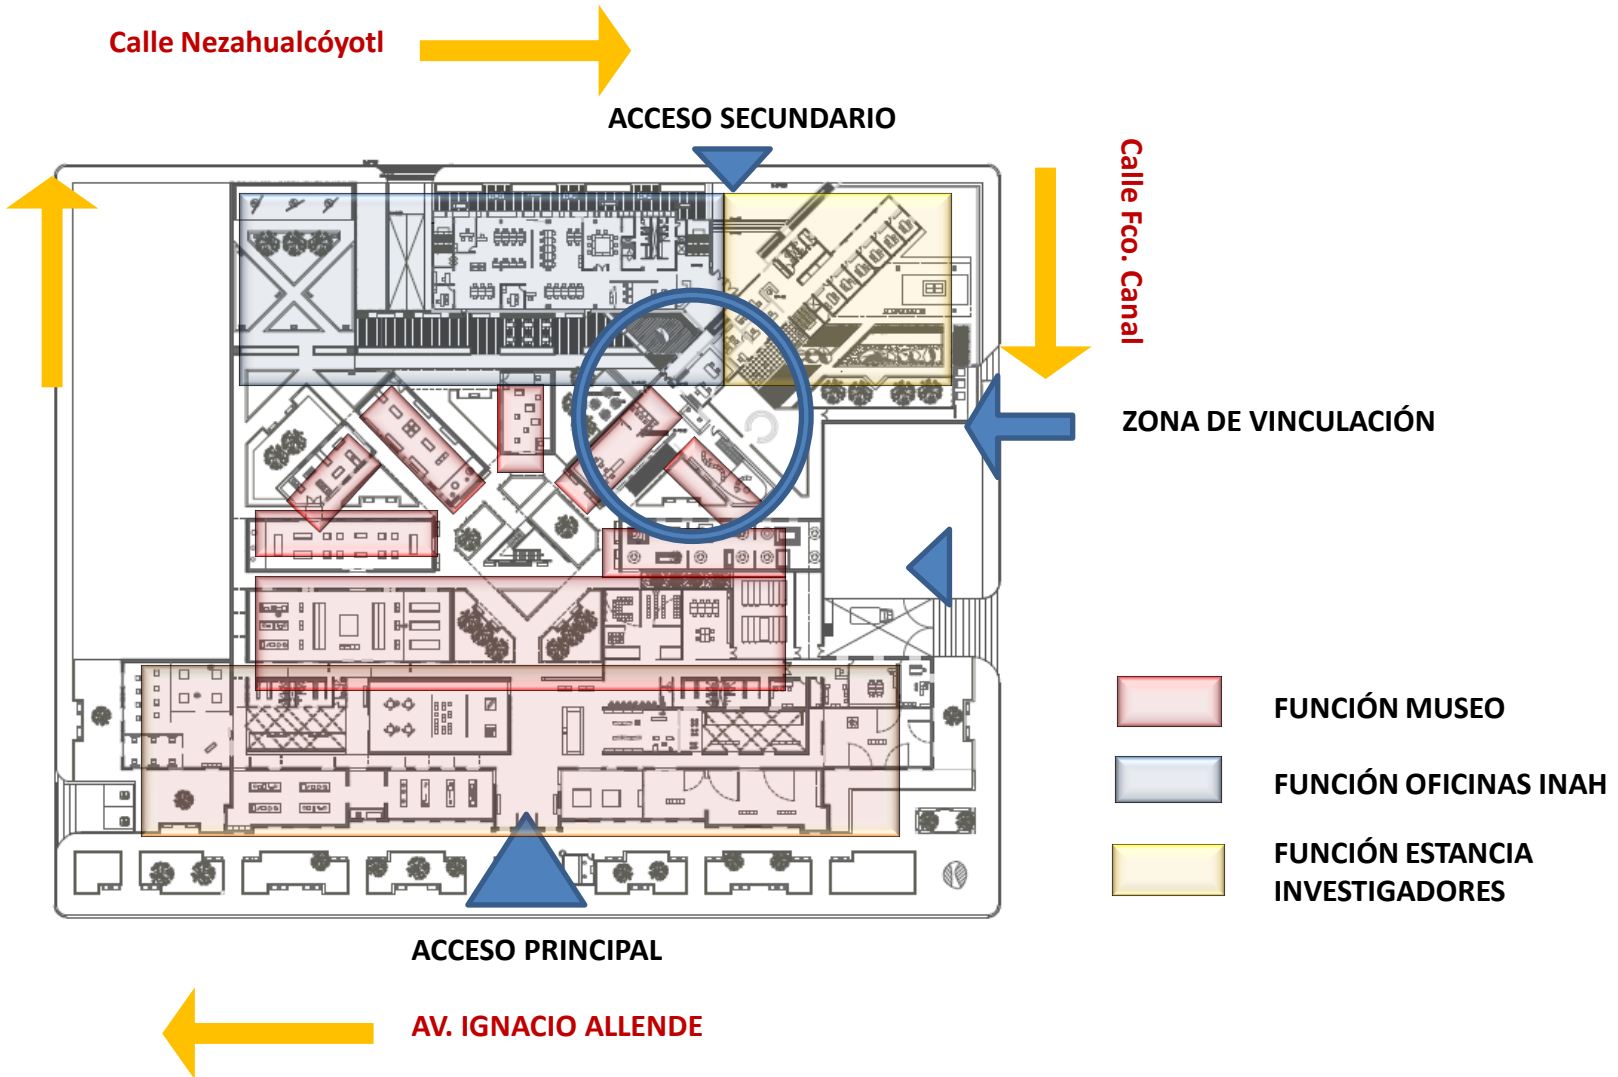 Calle Nezahualcóyotl
ACCESO SECUNDARIO
Calle Fco. Canal
ZONA DE VINCULACIÓN
FUNCIÓN MUSEO
FUNCIÓN OFICINAS INAH
FUNCIÓN ESTANCIA
INVESTIGADORES
ACCESO PRINCIPAL
AV. IGNACIO ALLENDE